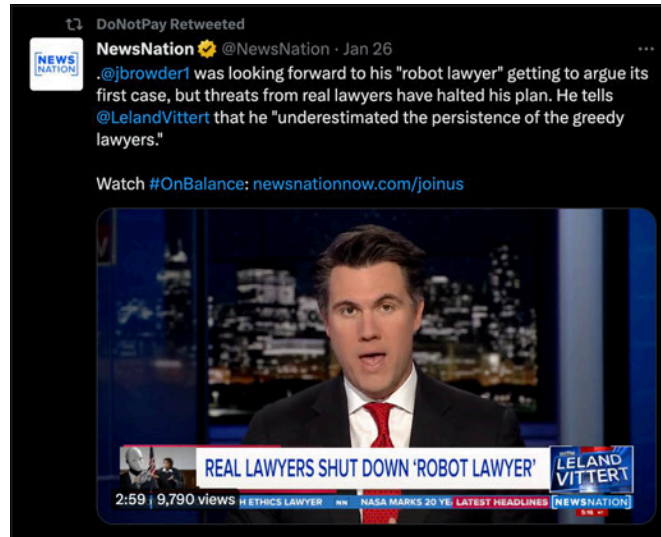 DoNotPay Retweeted
NewsNation @NewsNation · Jan 26
NEWS
NATION
.@jbrowder1 was looking forward to his "robot lawyer" getting to argue its
first case, but threats from real lawyers have halted his plan. He tells
@LelandVittert that he "underestimated the persistence of the greedy
lawyers."
Watch #OnBalance: newsnationnow.com/joinus
REAL LAWYERS SHUT DOWN ‘ROBOT LAWYER’
LELAND
VITTERT
2:59 9,790 views
H ETHICS LAWYER NN NASA MARKS 20 YE LATEST HEADLINES NEWSNATION